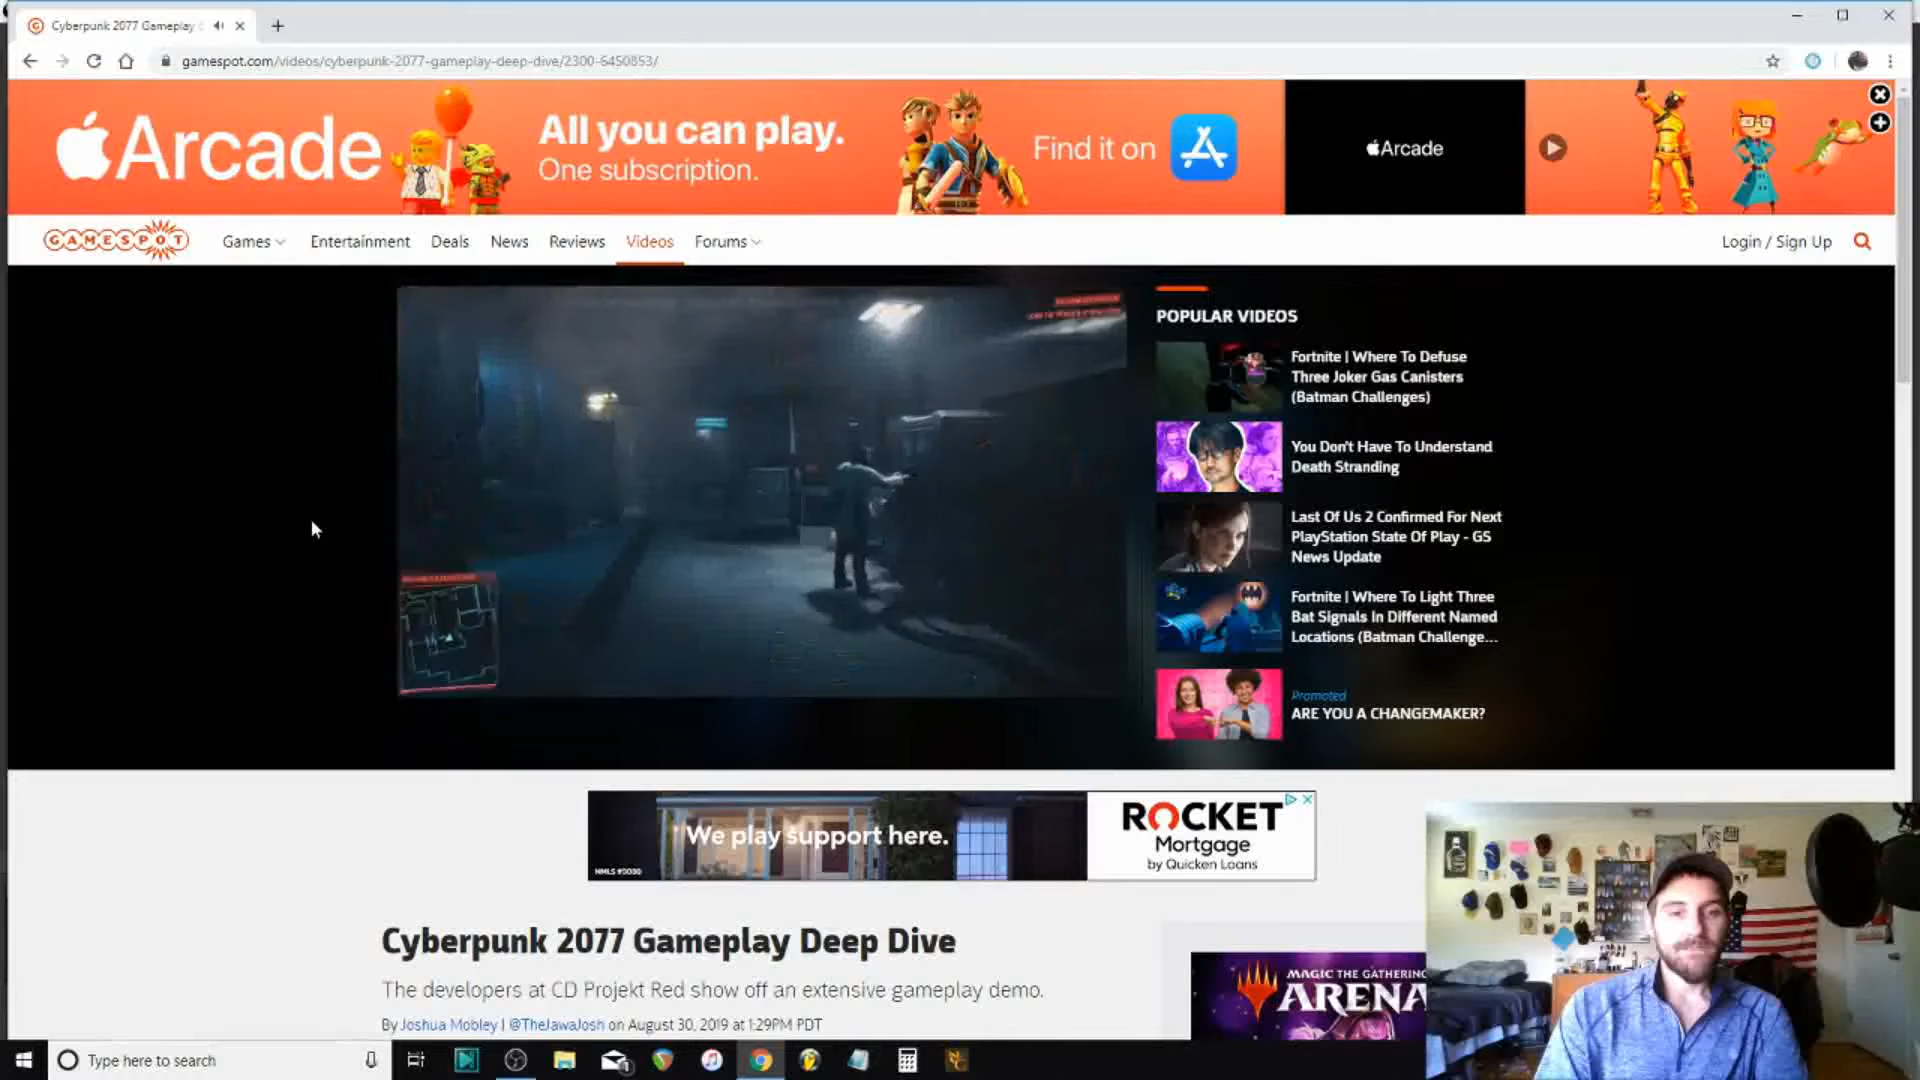 Cyberpunk 2077 Gameplay
gamespot.com/videos/cyberpunk-2077-gameplay-deep-dive/2300-6450853/
Arcade
All you can play.
One subscription.
Find it on
Arcade
GAMESPOT
Games
Entertainment
Deals
News
Reviews
Videos
Forums
Login / Sign Up
POPULAR VIDEOS
Fortnite | Where To Defuse
Three Joker Gas Canisters
(Batman Challenges)
You Don't Have To Understand
Death Stranding
Last Of Us 2 Confirmed For Next
PlayStation State Of Play - GS
News Update
Fortnite | Where To Light Three
Bat Signals In Different Named
Locations (Batman Challenge...
Promoted
ARE YOU A CHANGEMAKER?
We play support here.
NMLS #3030
ROCKET
Mortgage
by Quicken Loans
Cyberpunk 2077 Gameplay Deep Dive
The developers at CD Projekt Red show off an extensive gameplay demo.
By Joshua Mobley | @TheJawaJosh on August 30, 2019 at 1:29PM PDT
MAGIC THE GATHERING
ARENA
Type here to search